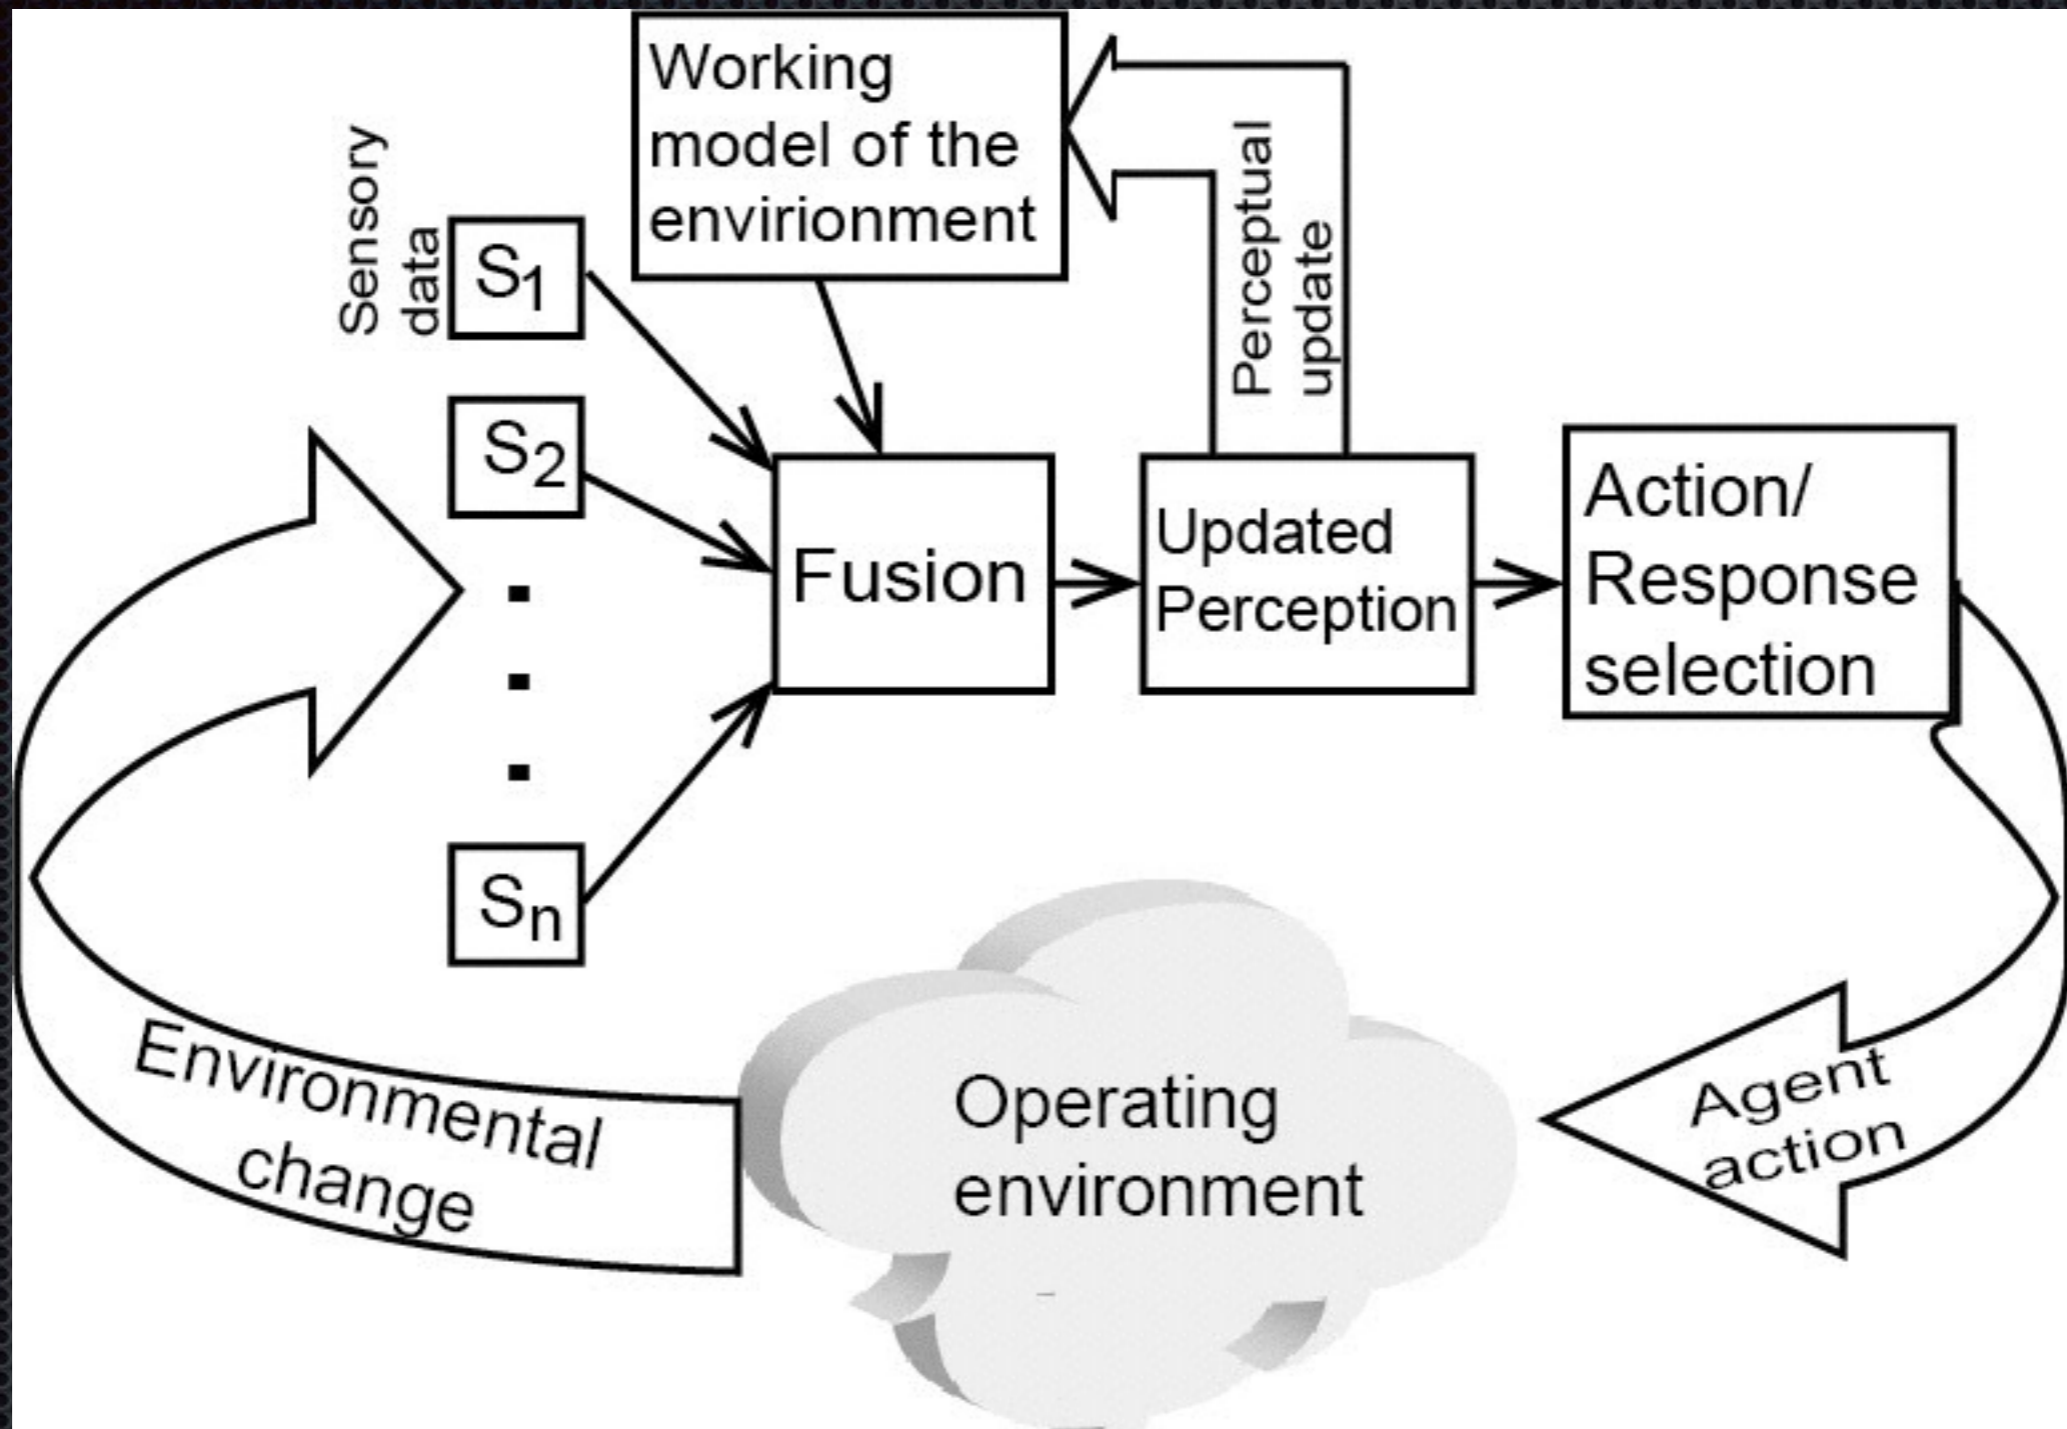 Working
model of the
envirionment
Sensory
data
Perceptual
update
S1
S2
Sn
Fusion
Updated
Perception
Action/
Response
selection
Environmental
change
Operating
environment
Agent
action